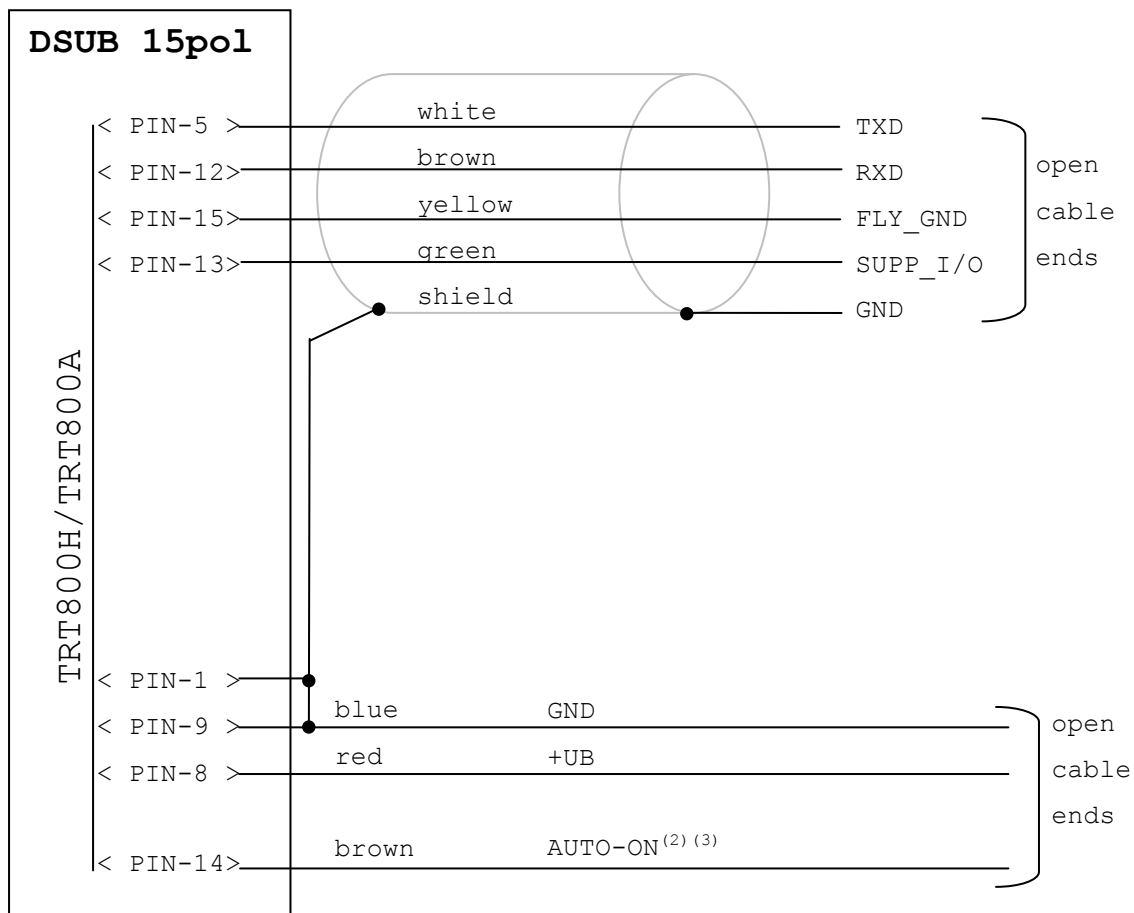 DSUB 15pol
< PIN-5 > white TXD
< PIN-12> brown RXD
< PIN-15> yellow FLY_GND
< PIN-13> green SUPP_I/O
shield GND
open
cable
ends
TRT800H/TRT800A
< PIN-1 >
< PIN-9 > blue GND
< PIN-8 > red +UB
< PIN-14> brown AUTO-ON(2)(3)
open
cable
ends